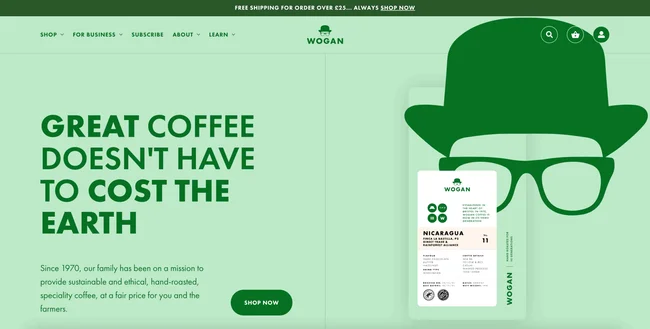 FREE SHIPPING FOR ORDER OVER £25... ALWAYS SHOP NOW
SHOP FOR BUSINESS SUBSCRIBE ABOUT LEARN
WOGAN
GREAT COFFEE
DOESN'T HAVE
TO COST THE
EARTH
Since 1970, our family has been on a mission to
provide sustainable and ethical, hand-roasted,
speciality coffee, at a fair price for you and the
farmers.
SHOP NOW
WOGAN
NICARAGUA
No.
11
WOGAN